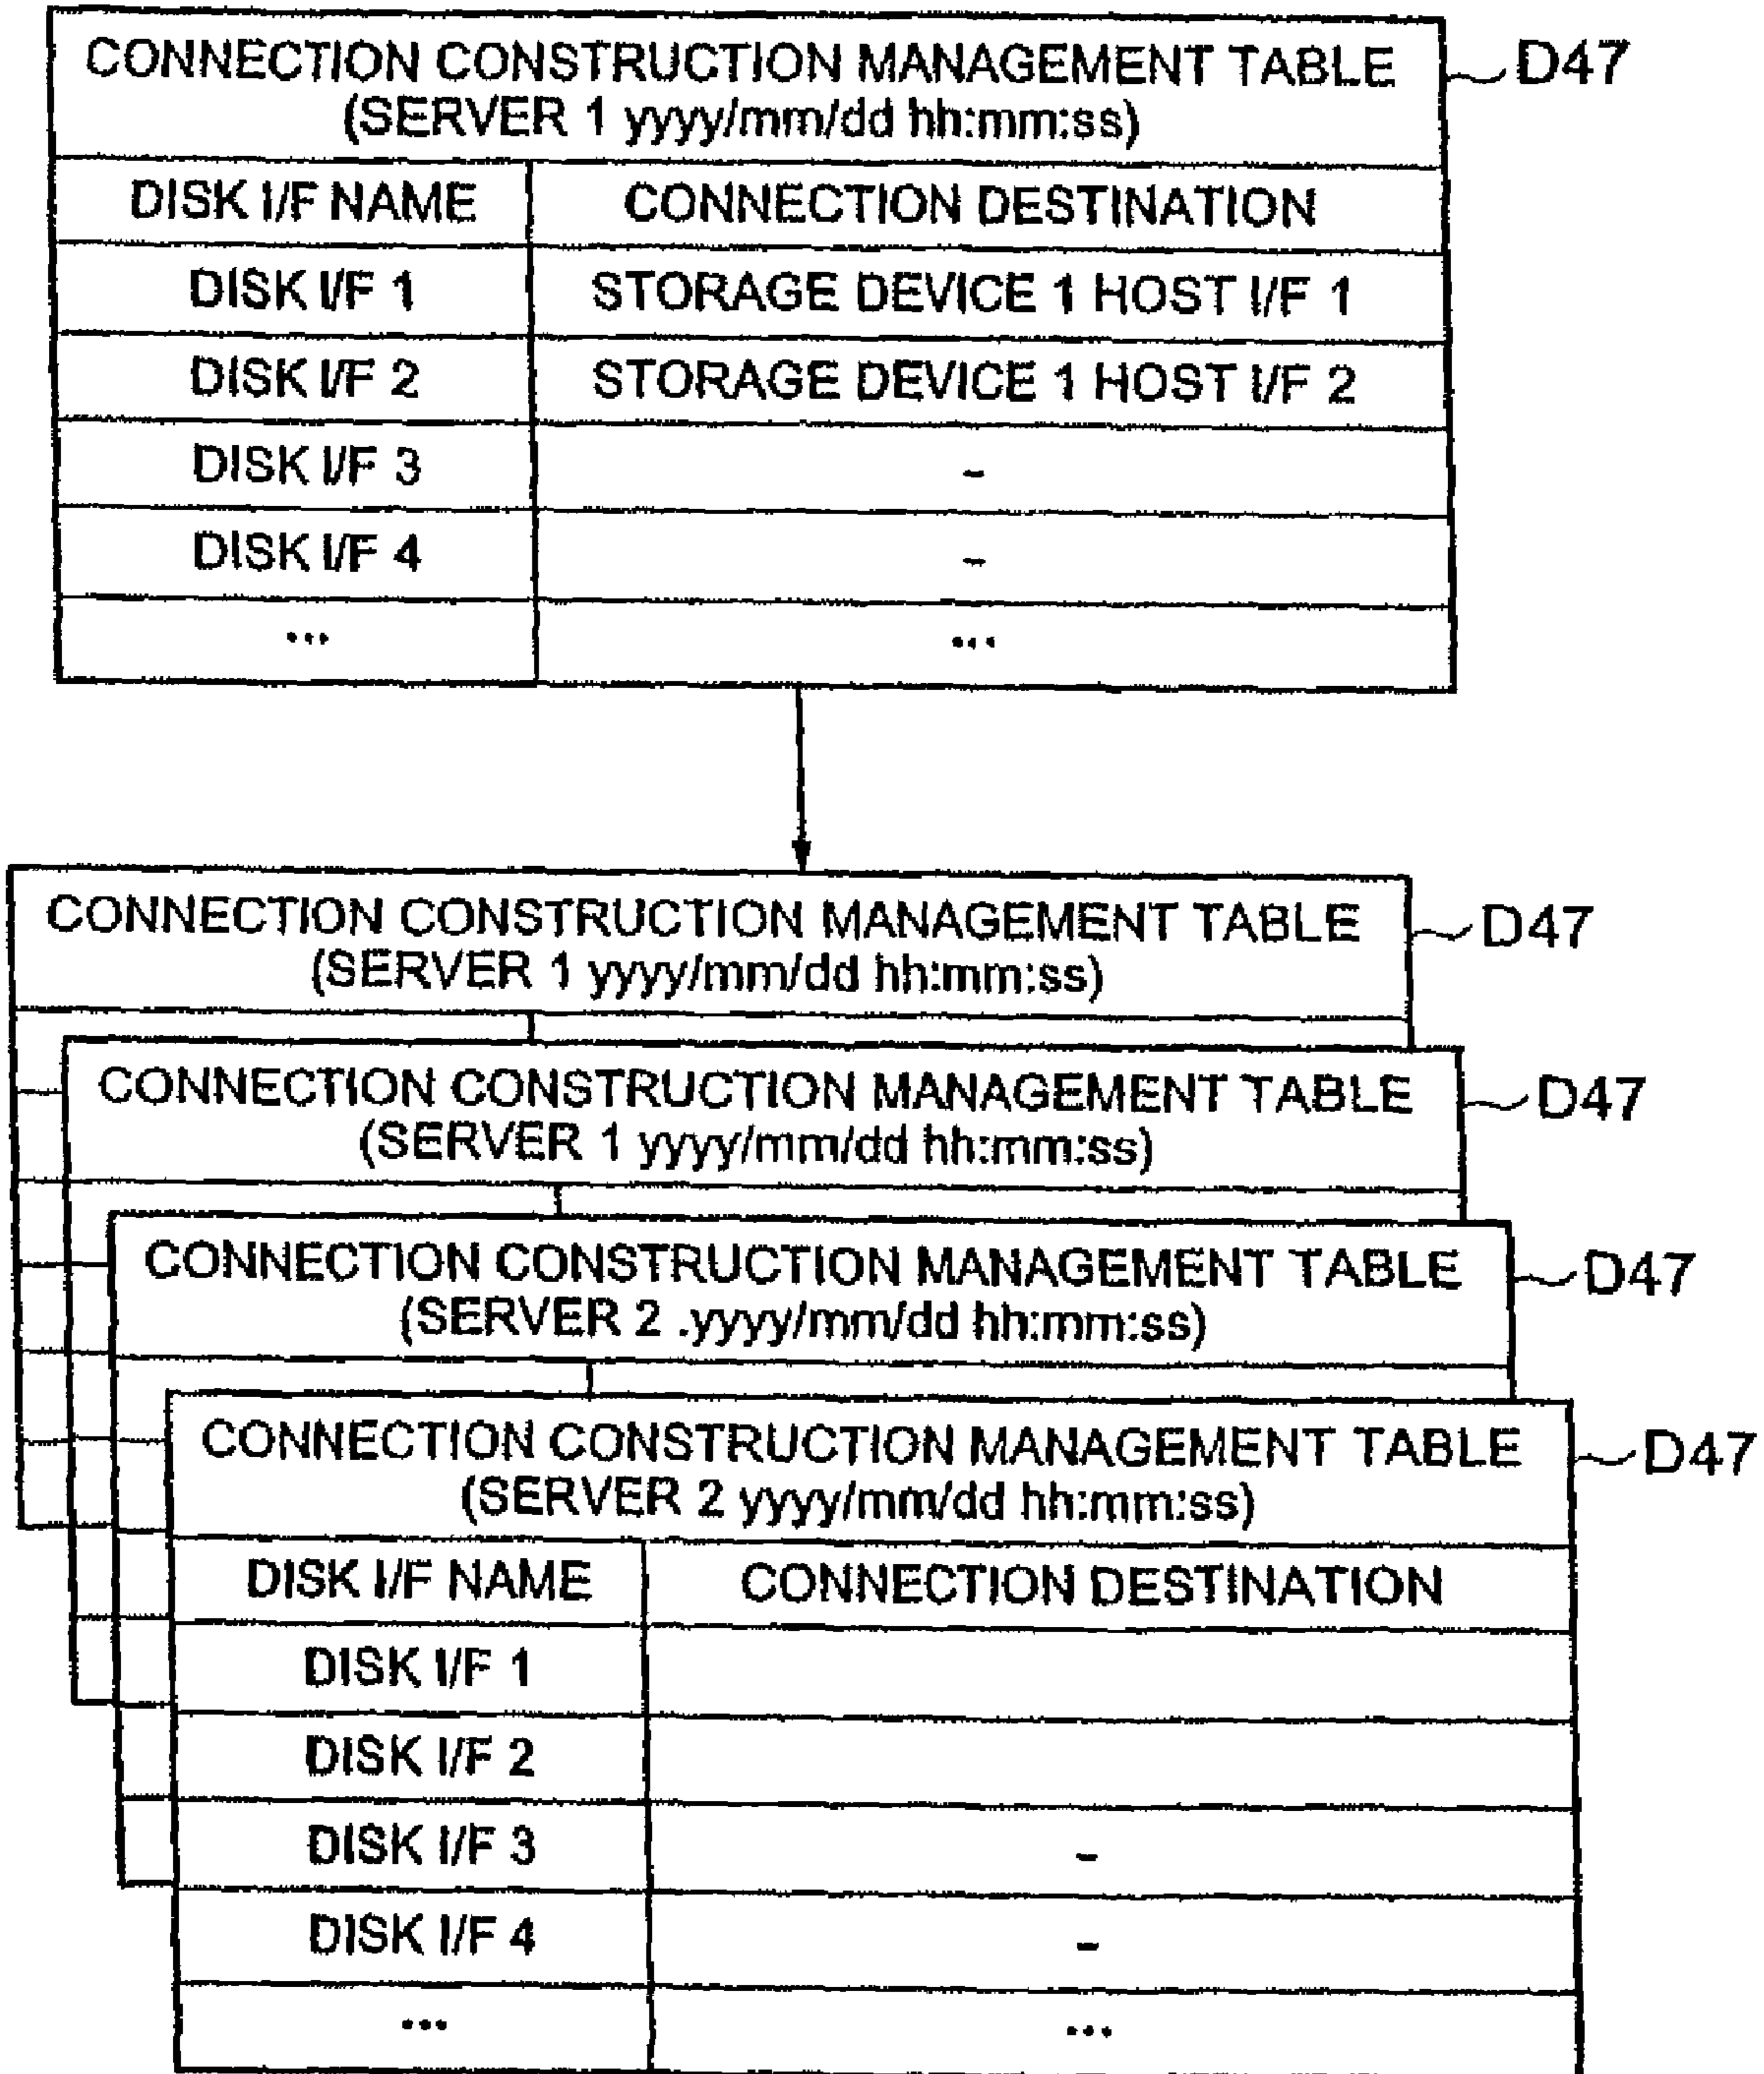 CONNECTION CONSTRUCTION MANAGEMENT TABLE D47
(SERVER 1 yyyy/mm/dd hh:mm:ss)
DISK I/F NAME CONNECTION DESTINATION
DISK I/F 1 STORAGE DEVICE 1 HOST I/F 1
DISK I/F 2 STORAGE DEVICE 1 HOST I/F 2
DISK I/F 3 -
DISK I/F 4 -
... ...
CONNECTION CONSTRUCTION MANAGEMENT TABLE D47
(SERVER 1 yyyy/mm/dd hh:mm:ss)
CONNECTION CONSTRUCTION MANAGEMENT TABLE D47
(SERVER 1 yyyy/mm/dd hh:mm:ss)
CONNECTION CONSTRUCTION MANAGEMENT TABLE D47
(SERVER 2 .yyyy/mm/dd hh:mm:ss)
CONNECTION CONSTRUCTION MANAGEMENT TABLE D47
(SERVER 2 yyyy/mm/dd hh:mm:ss)
DISK I/F NAME CONNECTION DESTINATION
DISK I/F 1
DISK I/F 2
DISK I/F 3 -
DISK I/F 4 -
... ...